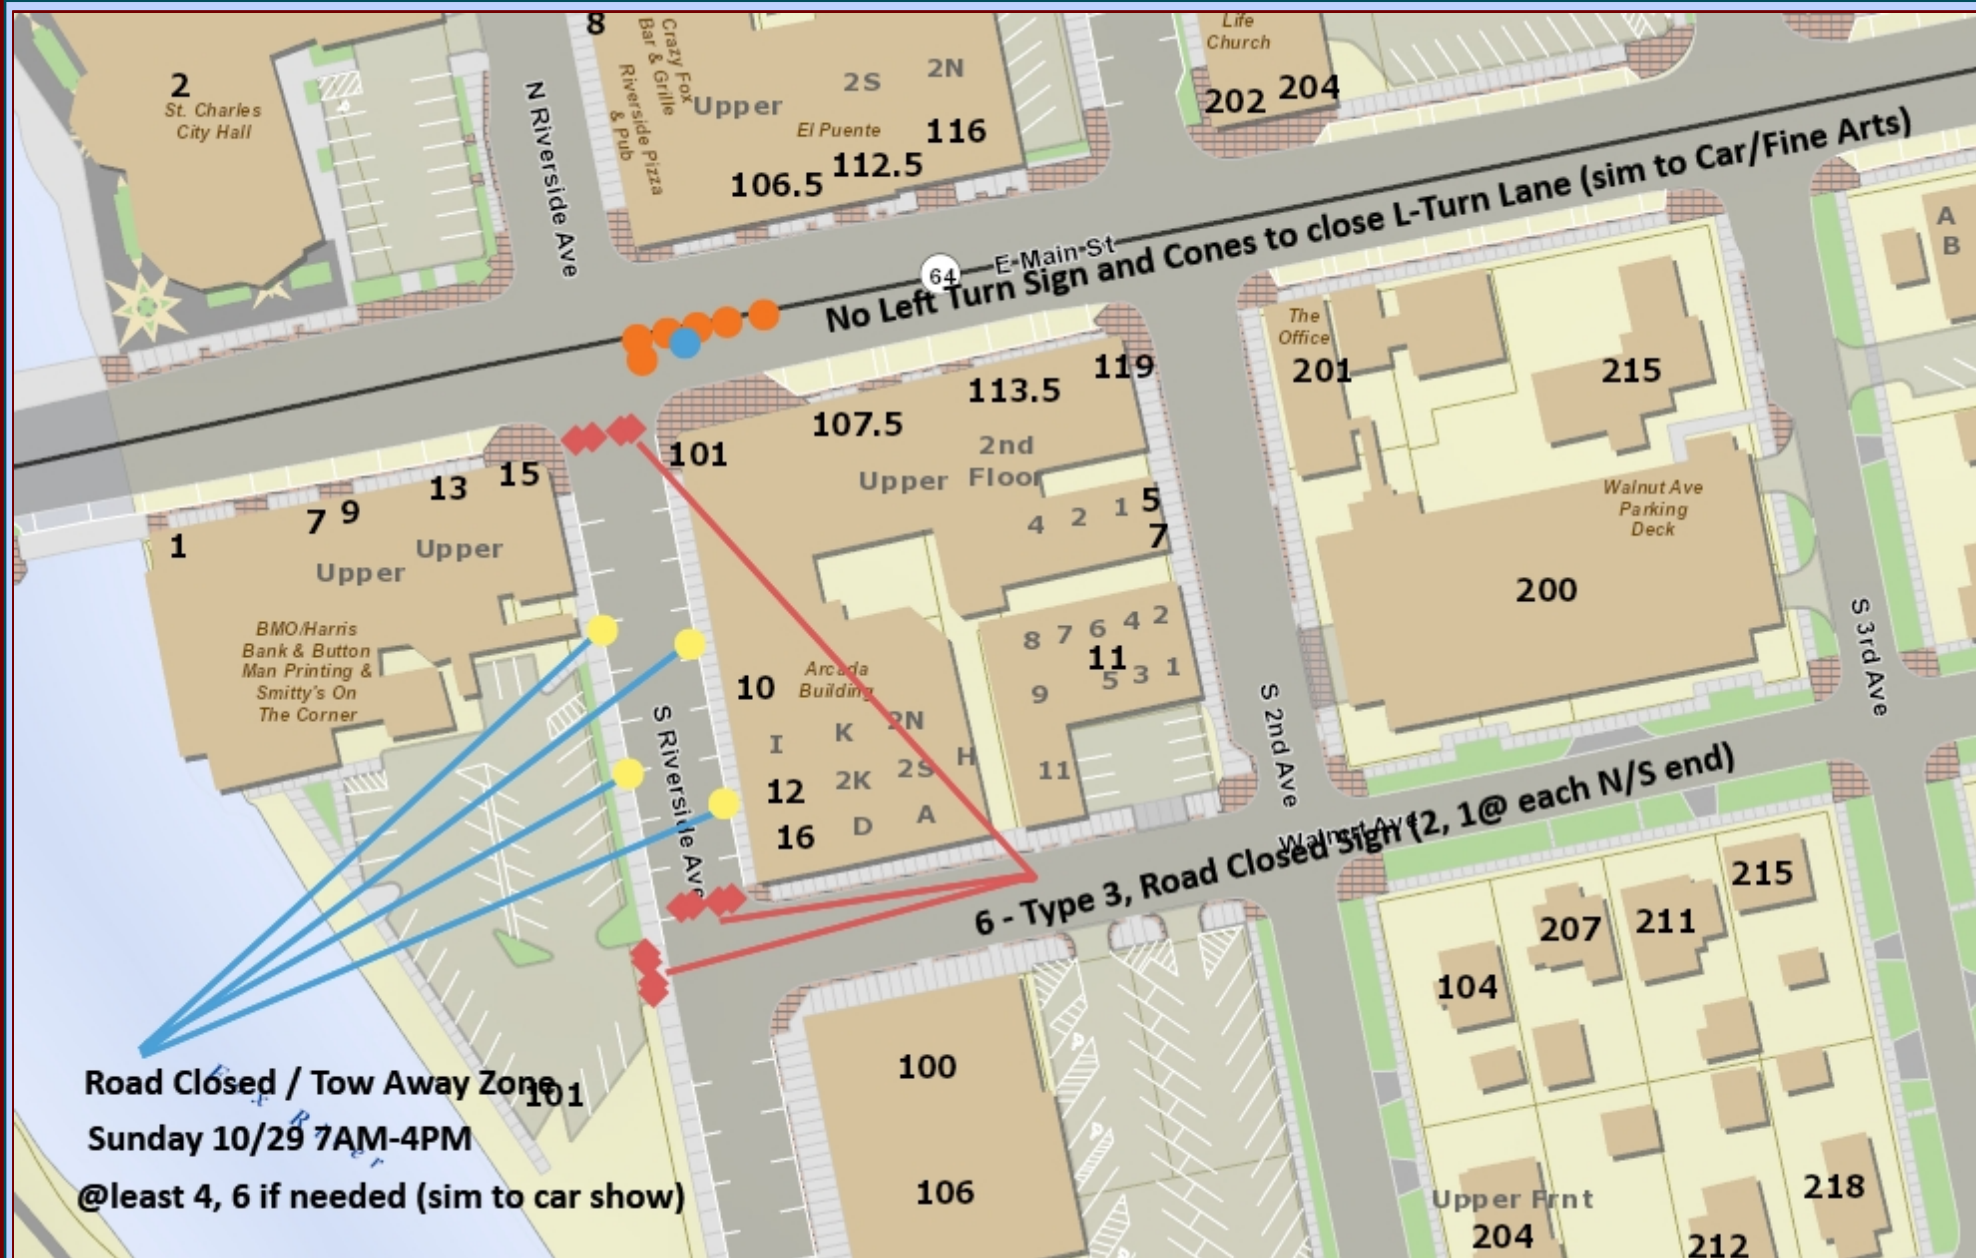 2
St. Charles
City Hall
N Riverside Ave
8
Crazy Fox
Bar & Grille
Riverside Pizza
& Pub
Upper
2S
2N
El Puente
116
112.5
106.5
Life
Church
202
204
No Left Turn Sign and Cones to close L-Turn Lane (sim to Car/Fine Arts)
64
E Main St
A
B
The
Office
201
215
Walnut Ave
Parking
Deck
200
S 3rd Ave
119
113.5
107.5
101
2nd
Floor
Upper
4
2
1
5
7
15
13
9
7
1
Upper
Upper
BMO/Harris
Bank & Button
Man Printing &
Smitty's On
The Corner
10
Arcada
Building
8
7
6
4
2
11
9
5
3
1
11
I
K
2N
2K
2S
H
12
D
A
16
S Riverside Ave
S 2nd Ave
Walnut Ave
6 - Type 3, Road Closed Sign (2, 1@ each N/S end)
215
211
207
104
100
106
Upper Frnt
204
212
218
Fox River
101
Road Closed / Tow Away Zone
Sunday 10/29 7AM-4PM
@least 4, 6 if needed (sim to car show)